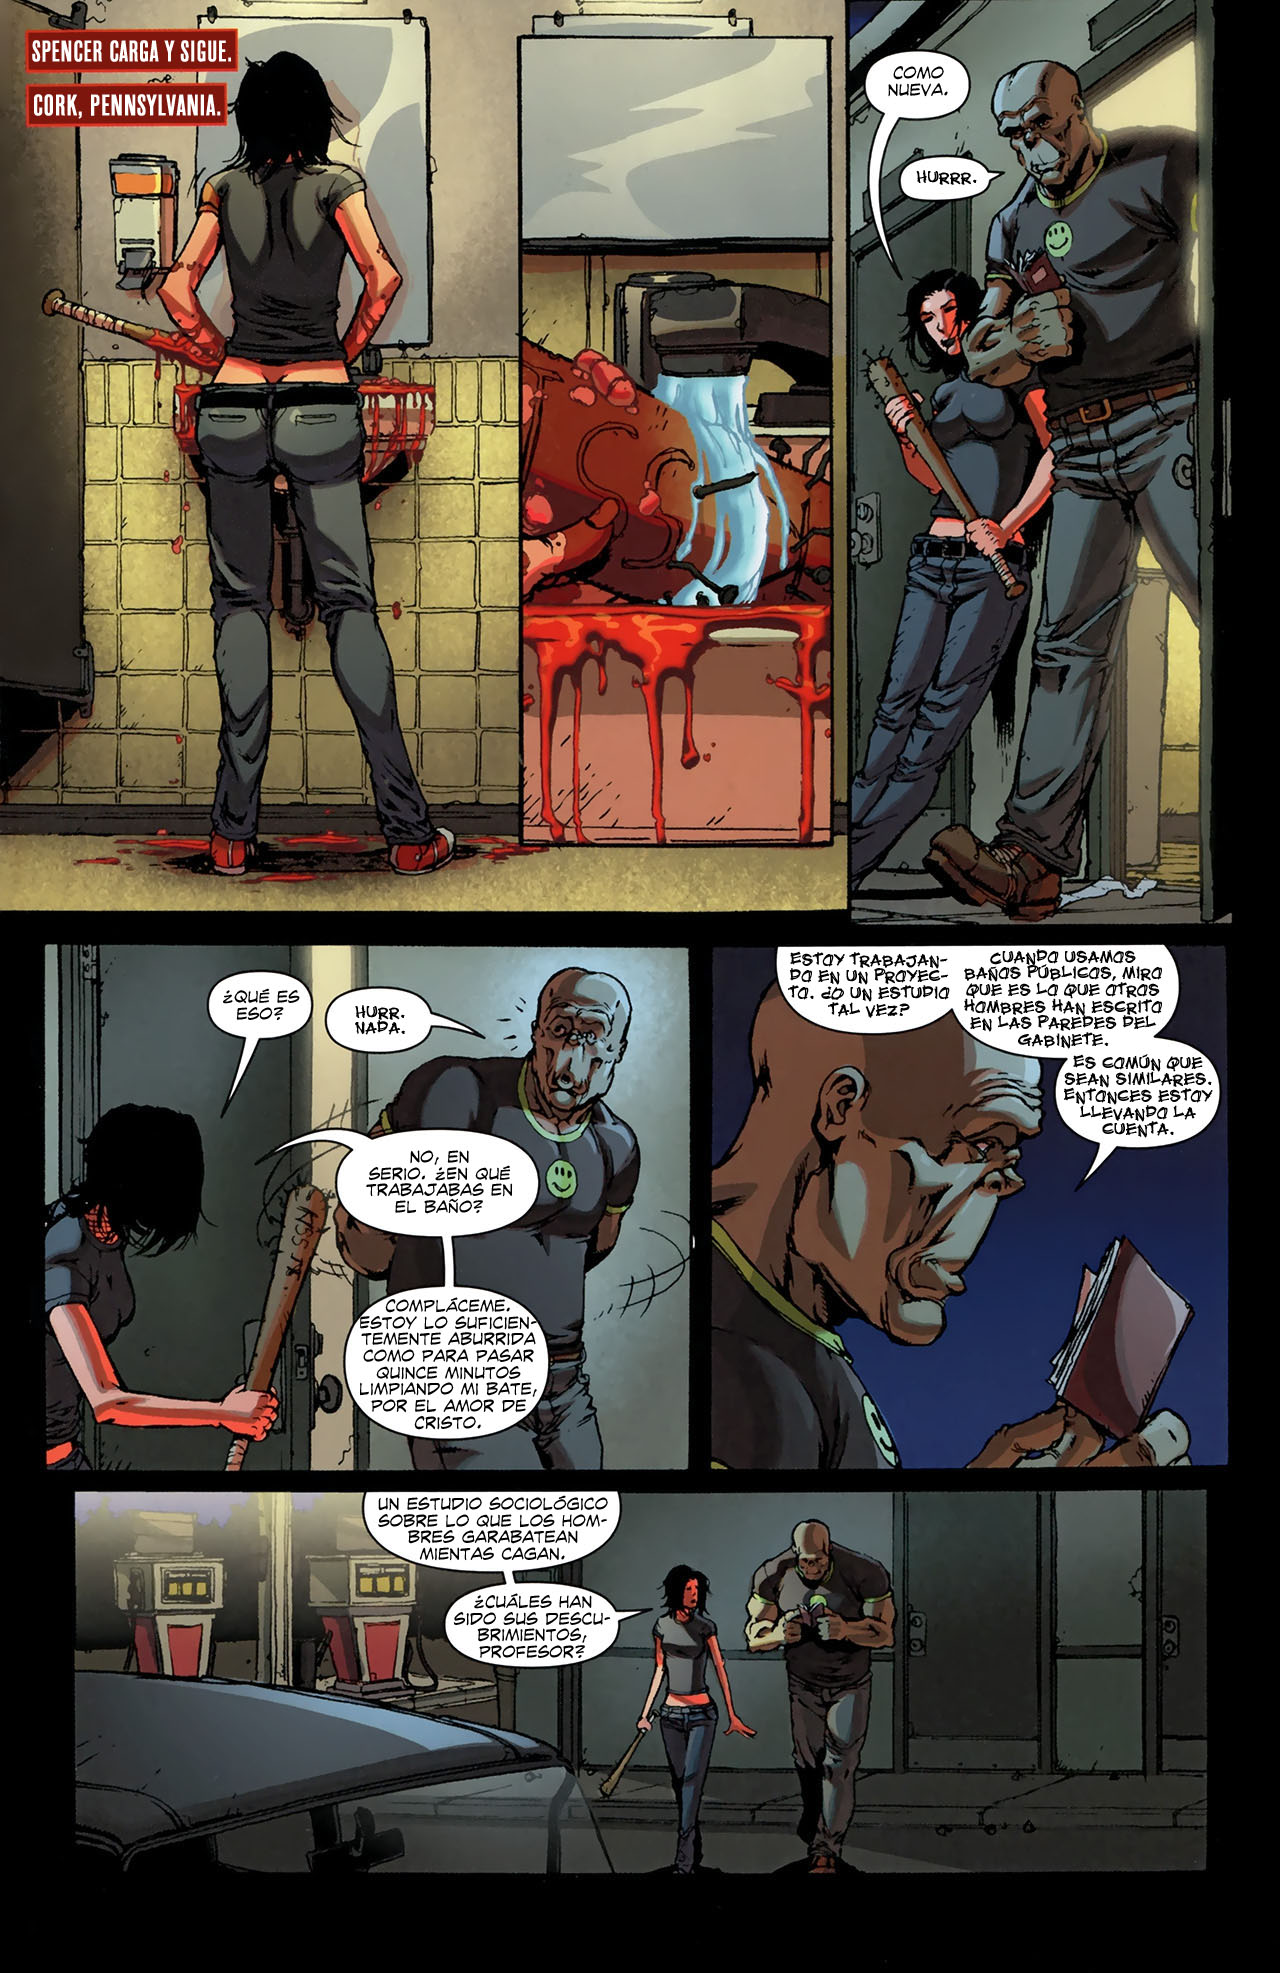 SPENCER CARGA Y SIGUE.
CORK, PENNSYLVANIA.
COMO
NUEVA.
HURRR.
¿QUÉ ES
ESO?
HURR.
NADA.
NO, EN
SERIO. ¿EN QUÉ
TRABAJABAS EN
EL BAÑO?
COMPLÁCEME.
ESTOY LO SUFICIEN-
TEMENTE ABURRIDA
COMO PARA PASAR
QUINCE MINUTOS
LIMPIANDO MI BATE,
POR EL AMOR DE
CRISTO.
ESTOY TRABAJAN-
DO EN UN PROYEC-
TO. ¿O UN ESTUDIO
TAL VEZ?
CUANDO USAMOS
BAÑOS PÚBLICOS, MIRO
QUE ES LO QUE OTROS
HOMBRES HAN ESCRITO
EN LAS PAREDES DEL
GABINETE.
ES COMÚN QUE
SEAN SIMILARES.
ENTONCES ESTOY
LLEVANDO LA
CUENTA.
UN ESTUDIO SOCIOLÓGICO
SOBRE LO QUE LOS HOM-
BRES GARABATEAN
MIENTAS CAGAN.
¿CUÁLES HAN
SIDO SUS DESCU-
BRIMIENTOS,
PROFESOR?